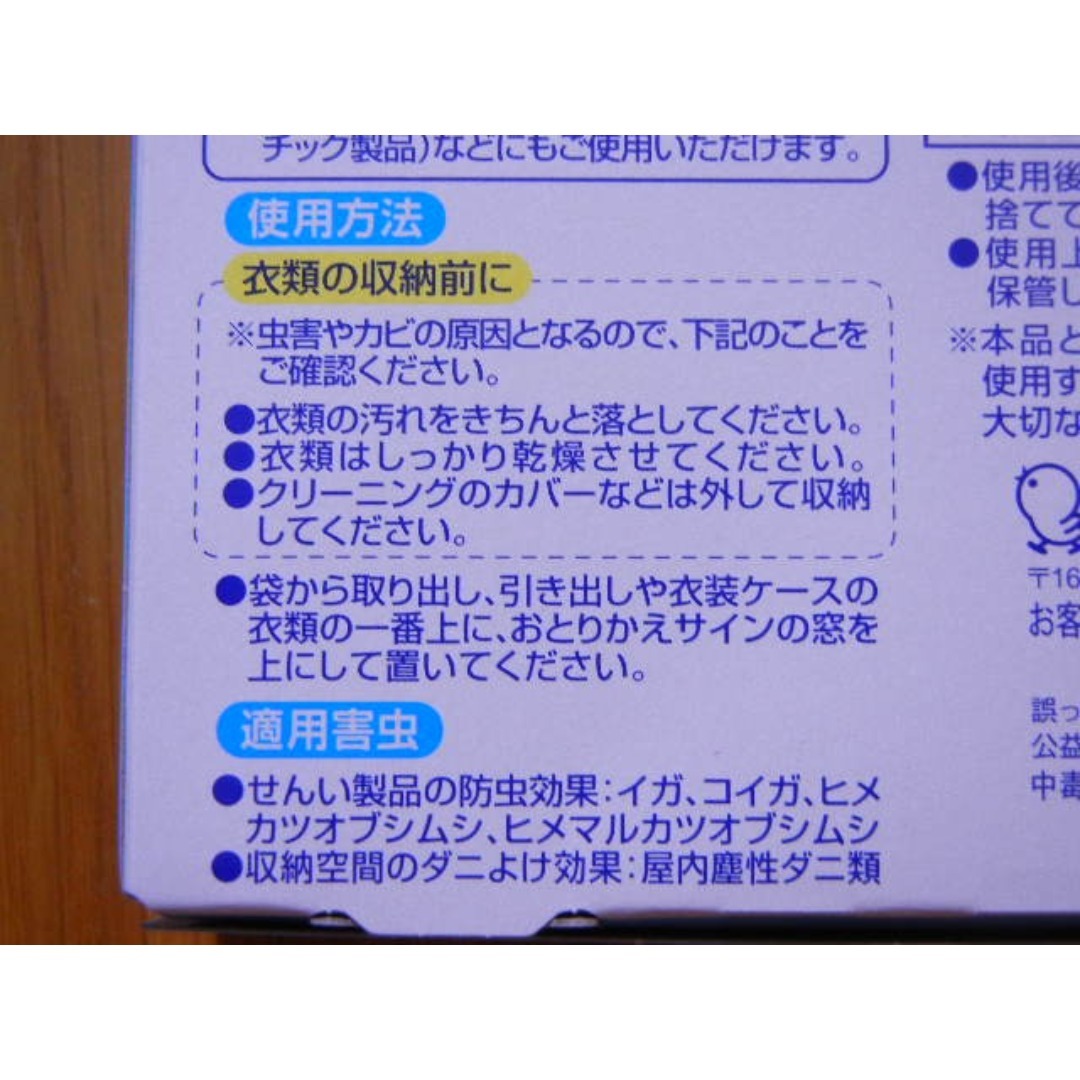 チック製品)などにもご使用いただけます。
使用方法
衣類の収納前に
※虫害やカビの原因となるので、下記のことを
ご確認ください。
●衣類の汚れをきちんと落としてください。
●衣類はしっかり乾燥させてください。
●クリーニングのカバーなどは外して収納
してください。
●袋から取り出し、引き出しや衣装ケースの
衣類の一番上に、おとりかえサインの窓を
上にして置いてください。
適用害虫
●せんい製品の防虫効果:イガ、コイガ、ヒメ
カツオブシムシ、ヒメマルカツオブシムシ
●収納空間のダニよけ効果:屋内塵性ダニ類
●使用後
捨てて
●使用上
保管し
※本品と
使用す
大切な
〒16
お客
誤っ
公益
中毒